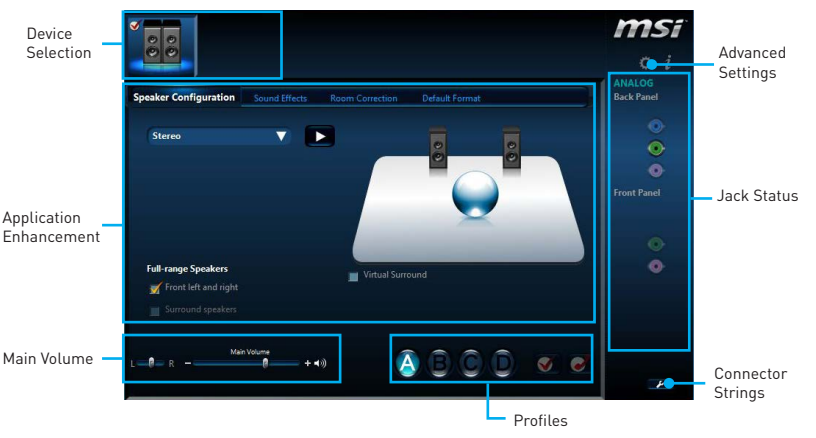 Device
Selection
msi
i
Advanced
Settings
ANALOG
Back Panel
Speaker Configuration
Sound Effects
Room Correction
Default Format
Stereo
Front Panel
Jack Status
Application
Enhancement
Full-range Speakers
Front left and right
Surround speakers
Virtual Surround
Main Volume
Main Volume
L
R
-
+
A
B
C
D
Profiles
Connector
Strings